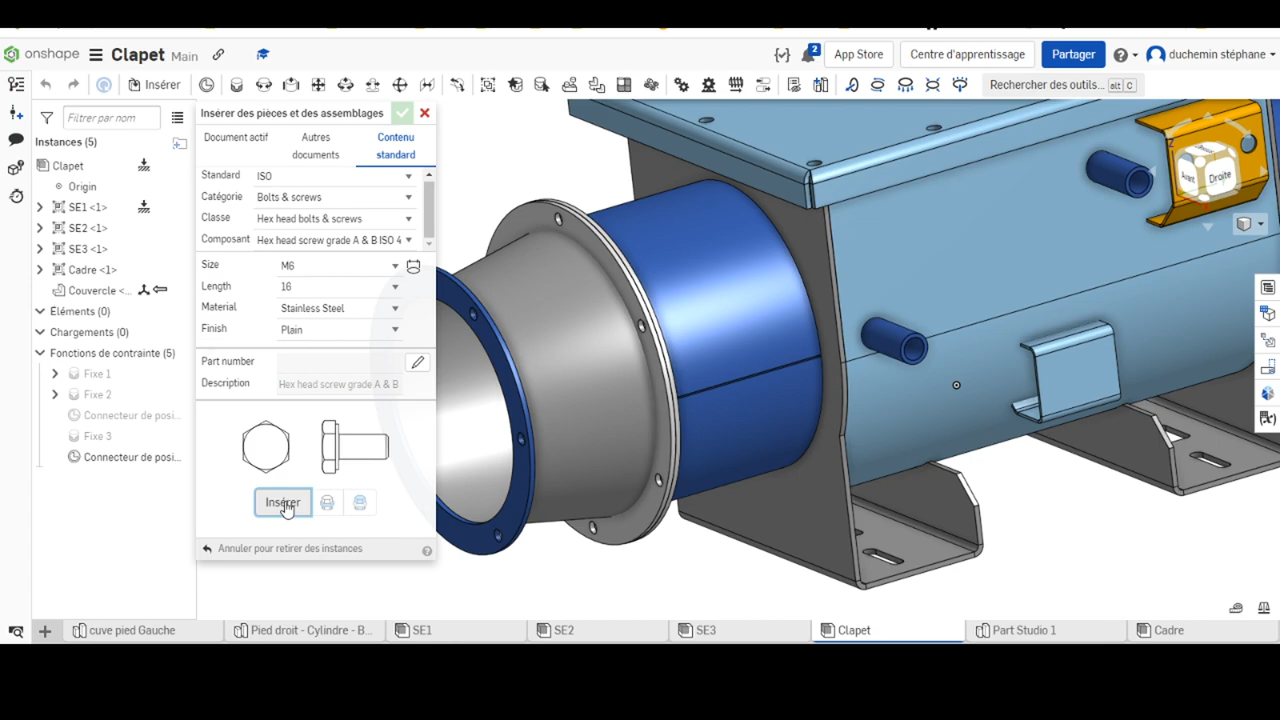 onshape Clapet Main
2 App Store Centre d'apprentissage Partager duchemin stéphane
Insérer Rechercher des outils... alt C
Filtrer par nom
Instances (5)
Clapet
Origin
SE1 <1>
SE2 <1>
SE3 <1>
Cadre <1>
Couvercle <...
Éléments (0)
Chargements (0)
Fonctions de contrainte (5)
Fixe 1
Fixe 2
Connecteur de posi...
Fixe 3
Connecteur de posi...
Insérer des pièces et des assemblages
Document actif Autres documents Contenu standard
Standard ISO
Catégorie Bolts & screws
Classe Hex head bolts & screws
Composant Hex head screw grade A & B ISO 4
Size M6
Length 16
Material Stainless Steel
Finish Plain
Part number
Description Hex head screw grade A & B
Insérer
Annuler pour retirer des instances
Z
Avant Droite
cuve pied Gauche Pied droit - Cylindre - B... SE1 SE2 SE3 Clapet Part Studio 1 Cadre